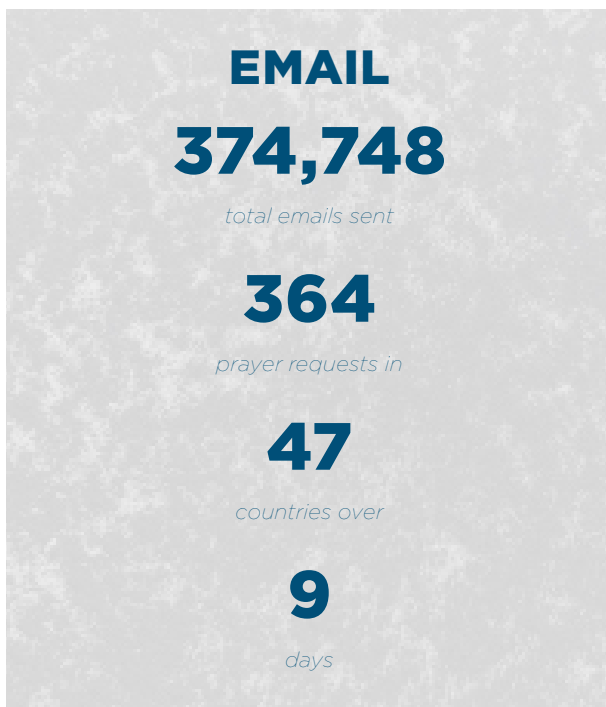 EMAIL
374,748
total emails sent
364
prayer requests in
47
countries over
9
days